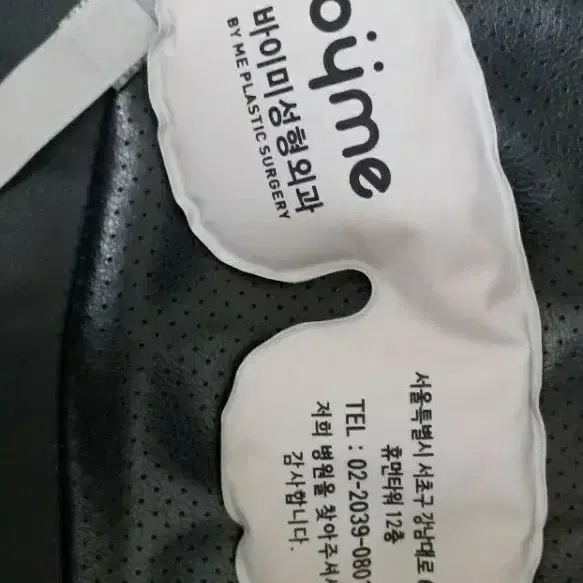 byme
바이미성형외과
BY ME PLASTIC SURGERY
서울특별시 서초구 강남대로
휴먼타워 12층
TEL : 02-2039-080
저희 병원을 찾아주셔서
감사합니다.